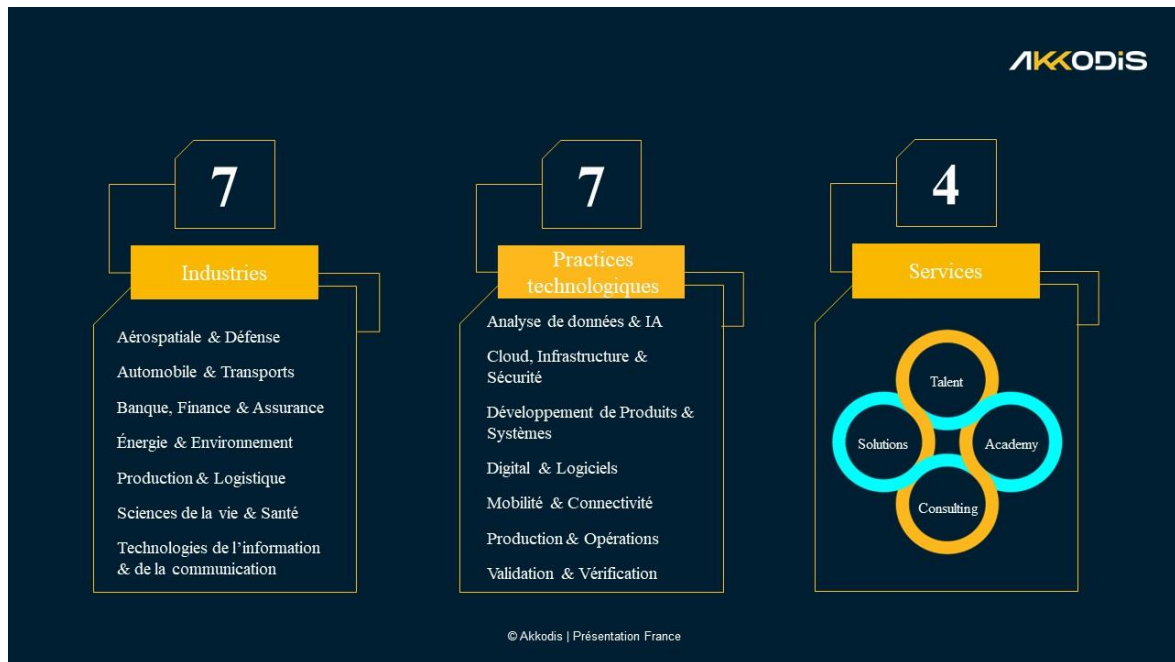 AKKODiS
7
Industries
Aérospatiale & Défense
Automobile & Transports
Banque, Finance & Assurance
Énergie & Environnement
Production & Logistique
Sciences de la vie & Santé
Technologies de l’information
& de la communication
7
Practices
technologiques
Analyse de données & IA
Cloud, Infrastructure &
Sécurité
Développement de Produits &
Systèmes
Digital & Logiciels
Mobilité & Connectivité
Production & Opérations
Validation & Vérification
4
Services
Talent
Solutions
Academy
Consulting
© Akkodis | Présentation France